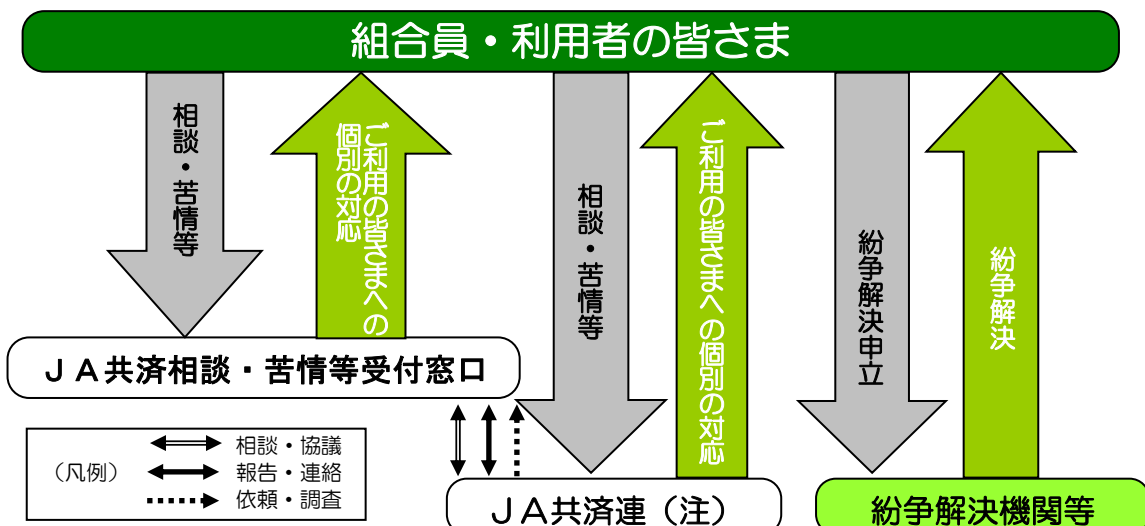 組合員・利用者の皆さま
相談・苦情等
ご利用の皆さまへの
個別の対応
相談・苦情等
ご利用の皆さまへの個別の対応
紛争解決申立
紛争解決
ＪＡ共済相談・苦情等受付窓口
（凡例）
相談・協議
報告・連絡
依頼・調査
ＪＡ共済連（注）
紛争解決機関等